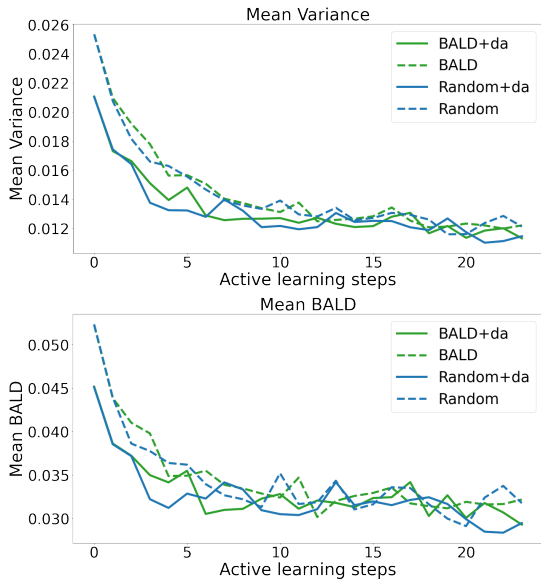 Mean Variance
0.026
0.024
0.022
0.020
0.018
0.016
0.014
0.012
Mean Variance
BALD+da
BALD
Random+da
Random
0
5
10
15
20
Active learning steps
Mean BALD
0.050
0.045
0.040
0.035
0.030
Mean BALD
BALD+da
BALD
Random+da
Random
0
5
10
15
20
Active learning steps